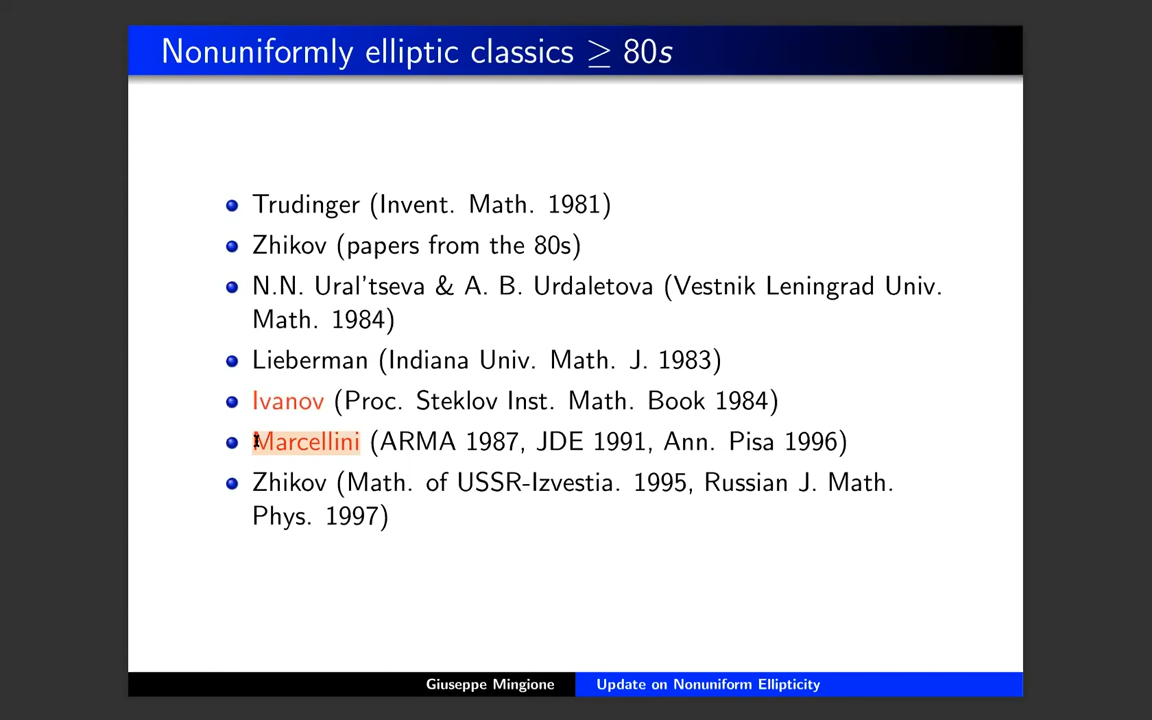 Nonuniformly elliptic classics ≥ 80s
Trudinger (Invent. Math. 1981)
Zhikov (papers from the 80s)
N.N. Ural'tseva & A. B. Urdaletova (Vestnik Leningrad Univ.
Math. 1984)
Lieberman (Indiana Univ. Math. J. 1983)
Ivanov (Proc. Steklov Inst. Math. Book 1984)
Marcellini (ARMA 1987, JDE 1991, Ann. Pisa 1996)
Zhikov (Math. of USSR-Izvestia. 1995, Russian J. Math.
Phys. 1997)
Giuseppe Mingione Update on Nonuniform Ellipticity